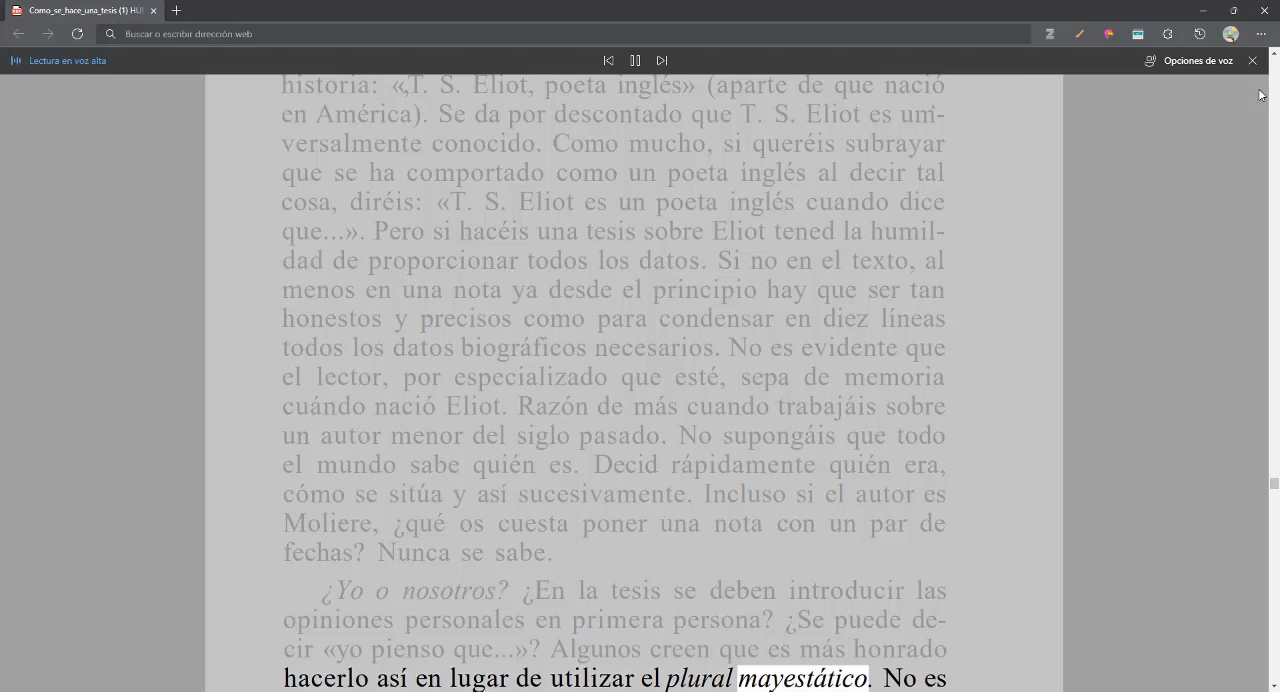 Como_se_hace_una_tesis (1) HUI
Buscar o escribir dirección web
Lectura en voz alta
Opciones de voz
historia: «,T. S. Eliot, poeta inglés» (aparte de que nació
en América). Se da por descontado que T. S. Eliot es uni-
versalmente conocido. Como mucho, si queréis subrayar
que se ha comportado como un poeta inglés al decir tal
cosa, diréis: «T. S. Eliot es un poeta inglés cuando dice
que...». Pero si hacéis una tesis sobre Eliot tened la humil-
dad de proporcionar todos los datos. Si no en el texto, al
menos en una nota ya desde el principio hay que ser tan
honestos y precisos como para condensar en diez líneas
todos los datos biográficos necesarios. No es evidente que
el lector, por especializado que esté, sepa de memoria
cuándo nació Eliot. Razón de más cuando trabajáis sobre
un autor menor del siglo pasado. No supongáis que todo
el mundo sabe quién es. Decid rápidamente quién era,
cómo se sitúa y así sucesivamente. Incluso si el autor es
Moliere, ¿qué os cuesta poner una nota con un par de
fechas? Nunca se sabe.
¿Yo o nosotros? ¿En la tesis se deben introducir las
opiniones personales en primera persona? ¿Se puede de-
cir «yo pienso que...»? Algunos creen que es más honrado
hacerlo así en lugar de utilizar el plural mayestático. No es